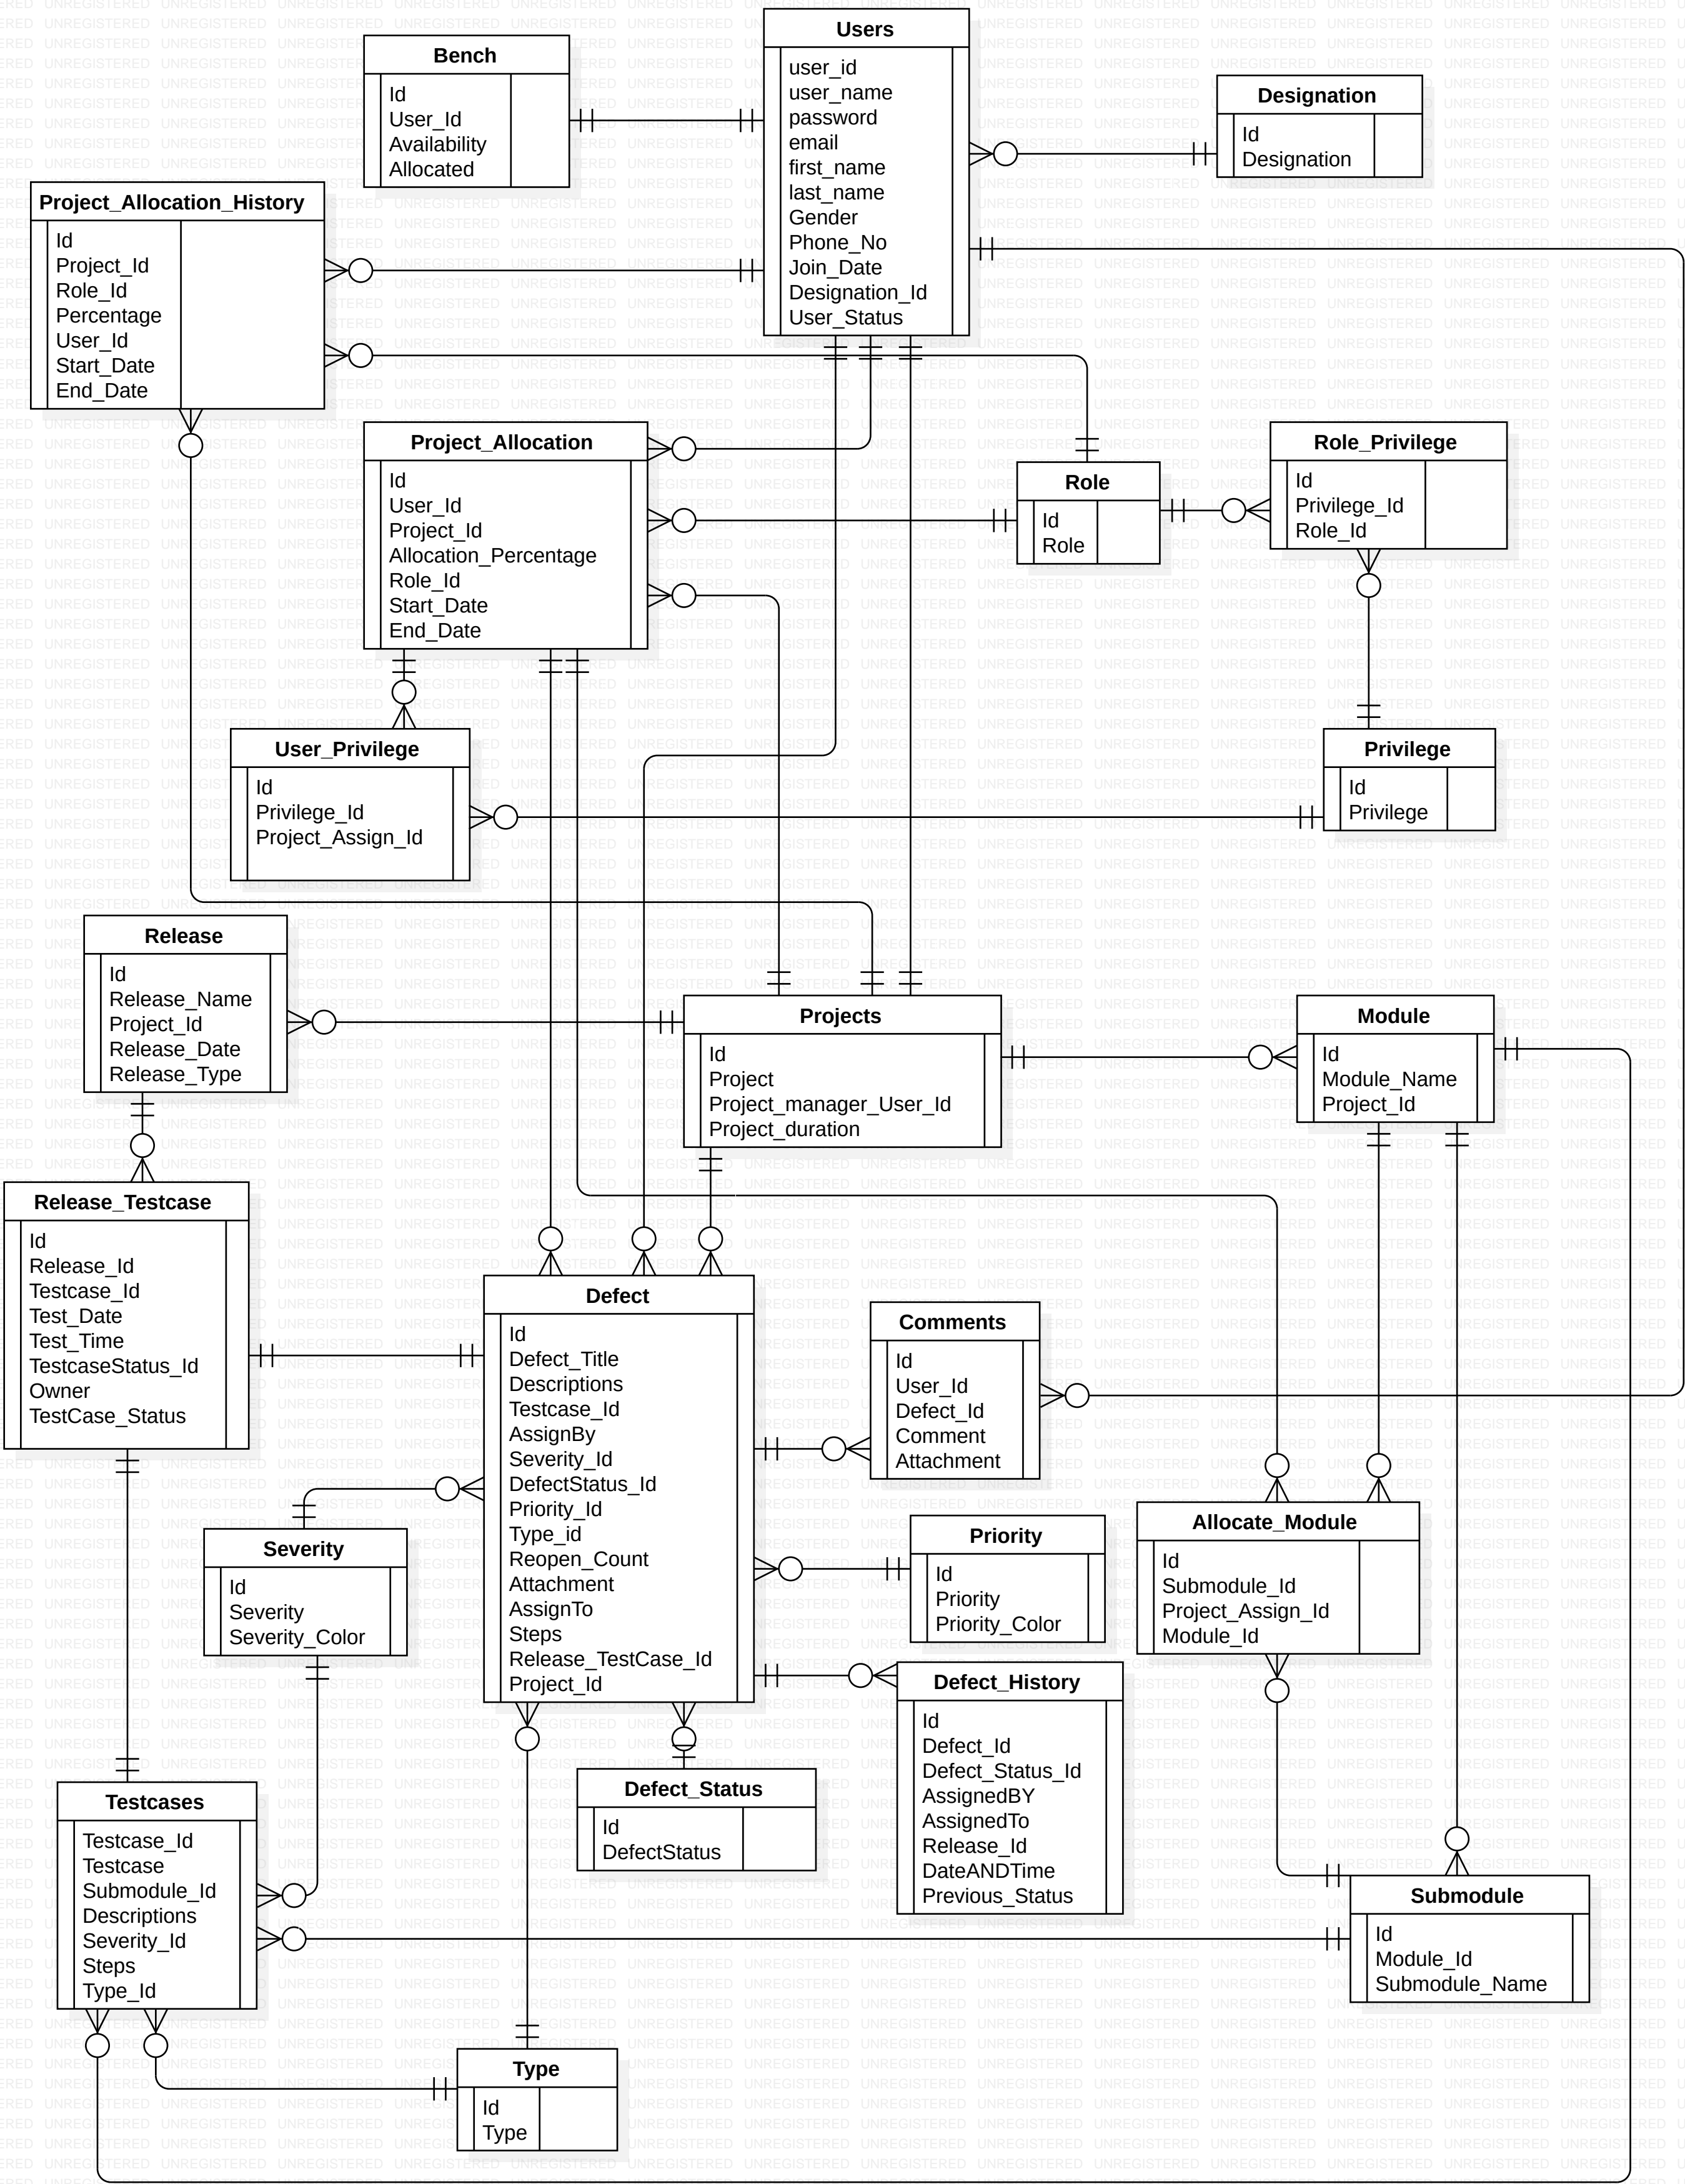 Users
user_id
user_name
password
email
first_name
last_name
Gender
Phone_No
Join_Date
Designation_Id
User_Status
Bench
Id
User_Id
Availability
Allocated
Designation
Id
Designation
Project_Allocation_History
Id
Project_Id
Role_Id
Percentage
User_Id
Start_Date
End_Date
Project_Allocation
Id
User_Id
Project_Id
Allocation_Percentage
Role_Id
Start_Date
End_Date
Role
Id
Role
Role_Privilege
Id
Privilege_Id
Role_Id
User_Privilege
Id
Privilege_Id
Project_Assign_Id
Privilege
Id
Privilege
Release
Id
Release_Name
Project_Id
Release_Date
Release_Type
Projects
Id
Project
Project_manager_User_Id
Project_duration
Module
Id
Module_Name
Project_Id
Release_Testcase
Id
Release_Id
Testcase_Id
Test_Date
Test_Time
TestcaseStatus_Id
Owner
TestCase_Status
Defect
Id
Defect_Title
Descriptions
Testcase_Id
AssignBy
Severity_Id
DefectStatus_Id
Priority_Id
Type_id
Reopen_Count
Attachment
AssignTo
Steps
Release_TestCase_Id
Project_Id
Comments
Id
User_Id
Defect_Id
Comment
Attachment
Severity
Id
Severity
Severity_Color
Priority
Id
Priority
Priority_Color
Allocate_Module
Id
Submodule_Id
Project_Assign_Id
Module_Id
Defect_History
Id
Defect_Id
Defect_Status_Id
AssignedBY
AssignedTo
Release_Id
DateANDTime
Previous_Status
Defect_Status
Id
DefectStatus
Testcases
Testcase_Id
Testcase
Submodule_Id
Descriptions
Severity_Id
Steps
Type_Id
Submodule
Id
Module_Id
Submodule_Name
Type
Id
Type
UNREGISTERED